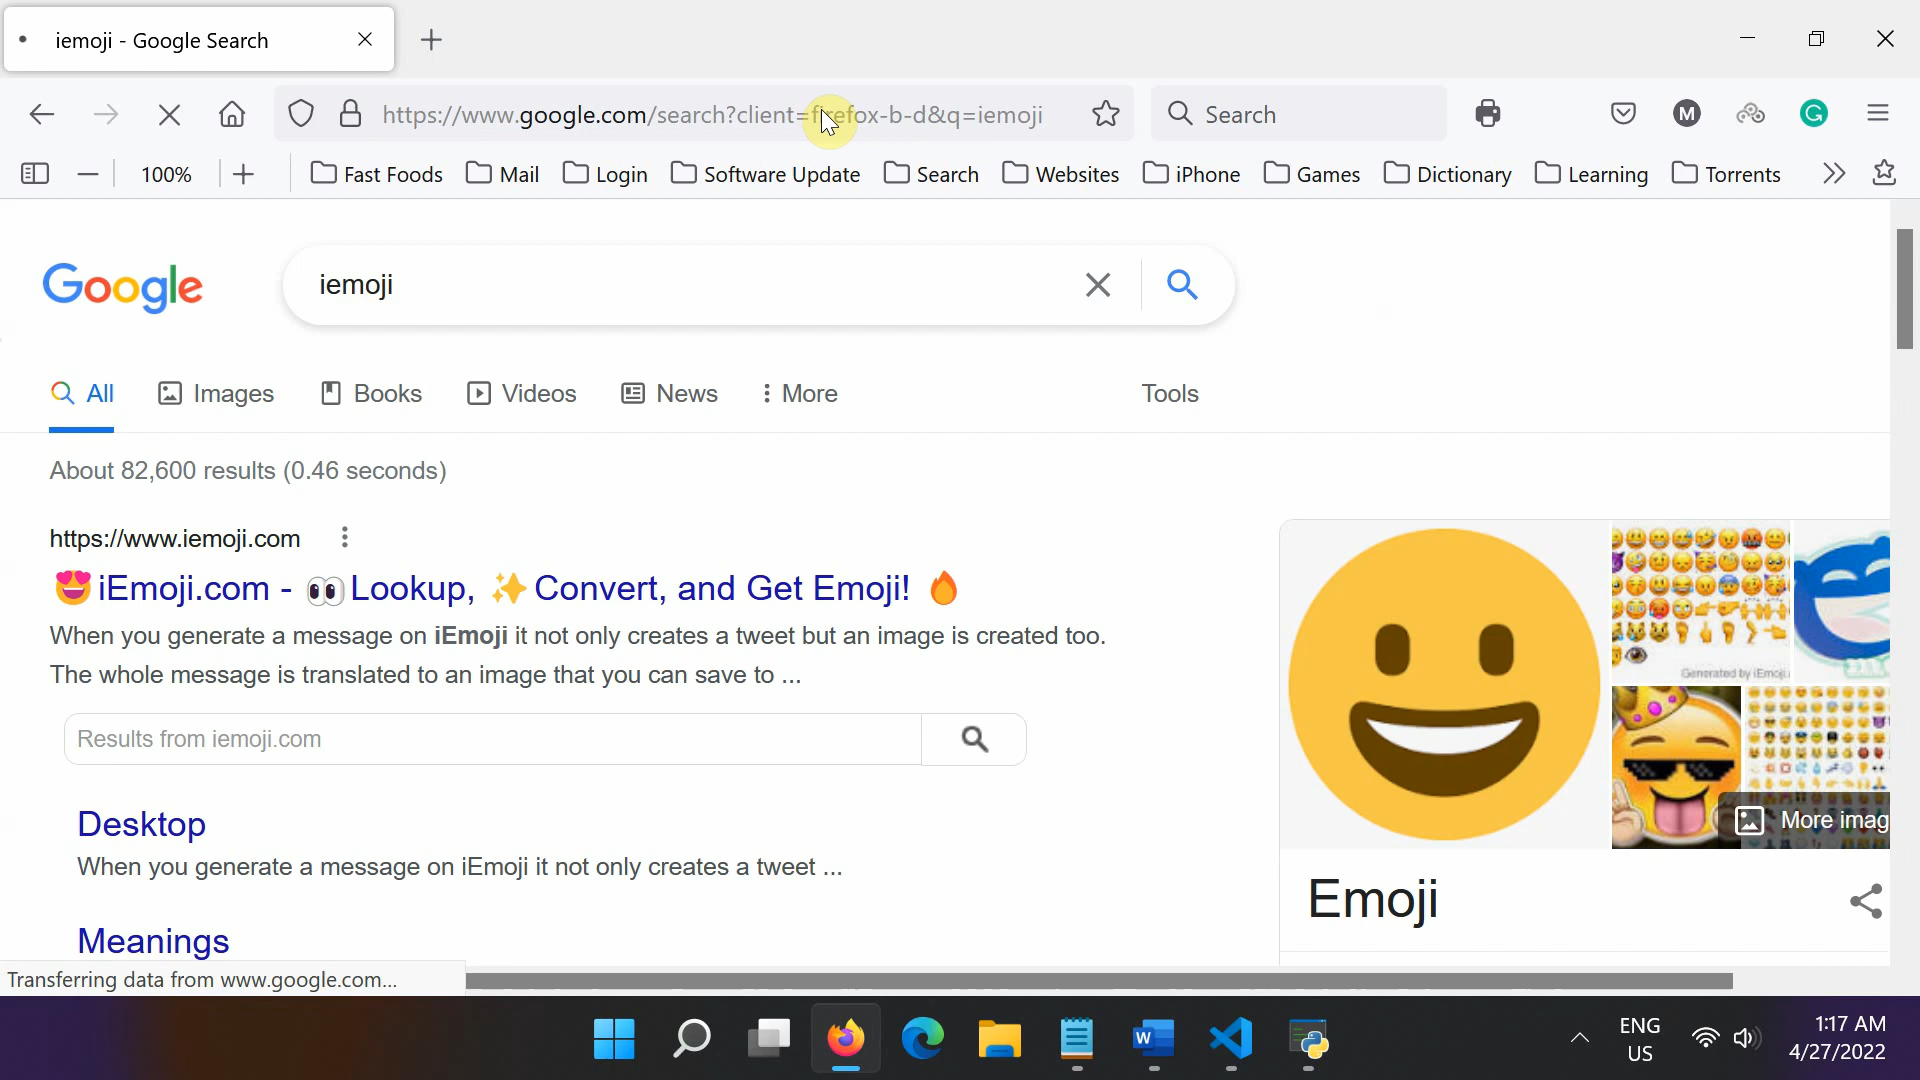 iemoji - Google Search
https://www.google.com/search?client=firefox-b-d&q=iemoji
Search
M
G
100%
Fast Foods
Mail
Login
Software Update
Search
Websites
iPhone
Games
Dictionary
Learning
Torrents
Google
iemoji
All
Images
Books
Videos
News
More
Tools
About 82,600 results (0.46 seconds)
https://www.iemoji.com
😍iEmoji.com - 👀Lookup, ✨Convert, and Get Emoji! 🔥
When you generate a message on iEmoji it not only creates a tweet but an image is created too.
The whole message is translated to an image that you can save to ...
Results from iemoji.com
Desktop
When you generate a message on iEmoji it not only creates a tweet ...
Meanings
Generated by iEmoji.
More imag
Emoji
Transferring data from www.google.com...
W
ENG
US
1:17 AM
4/27/2022